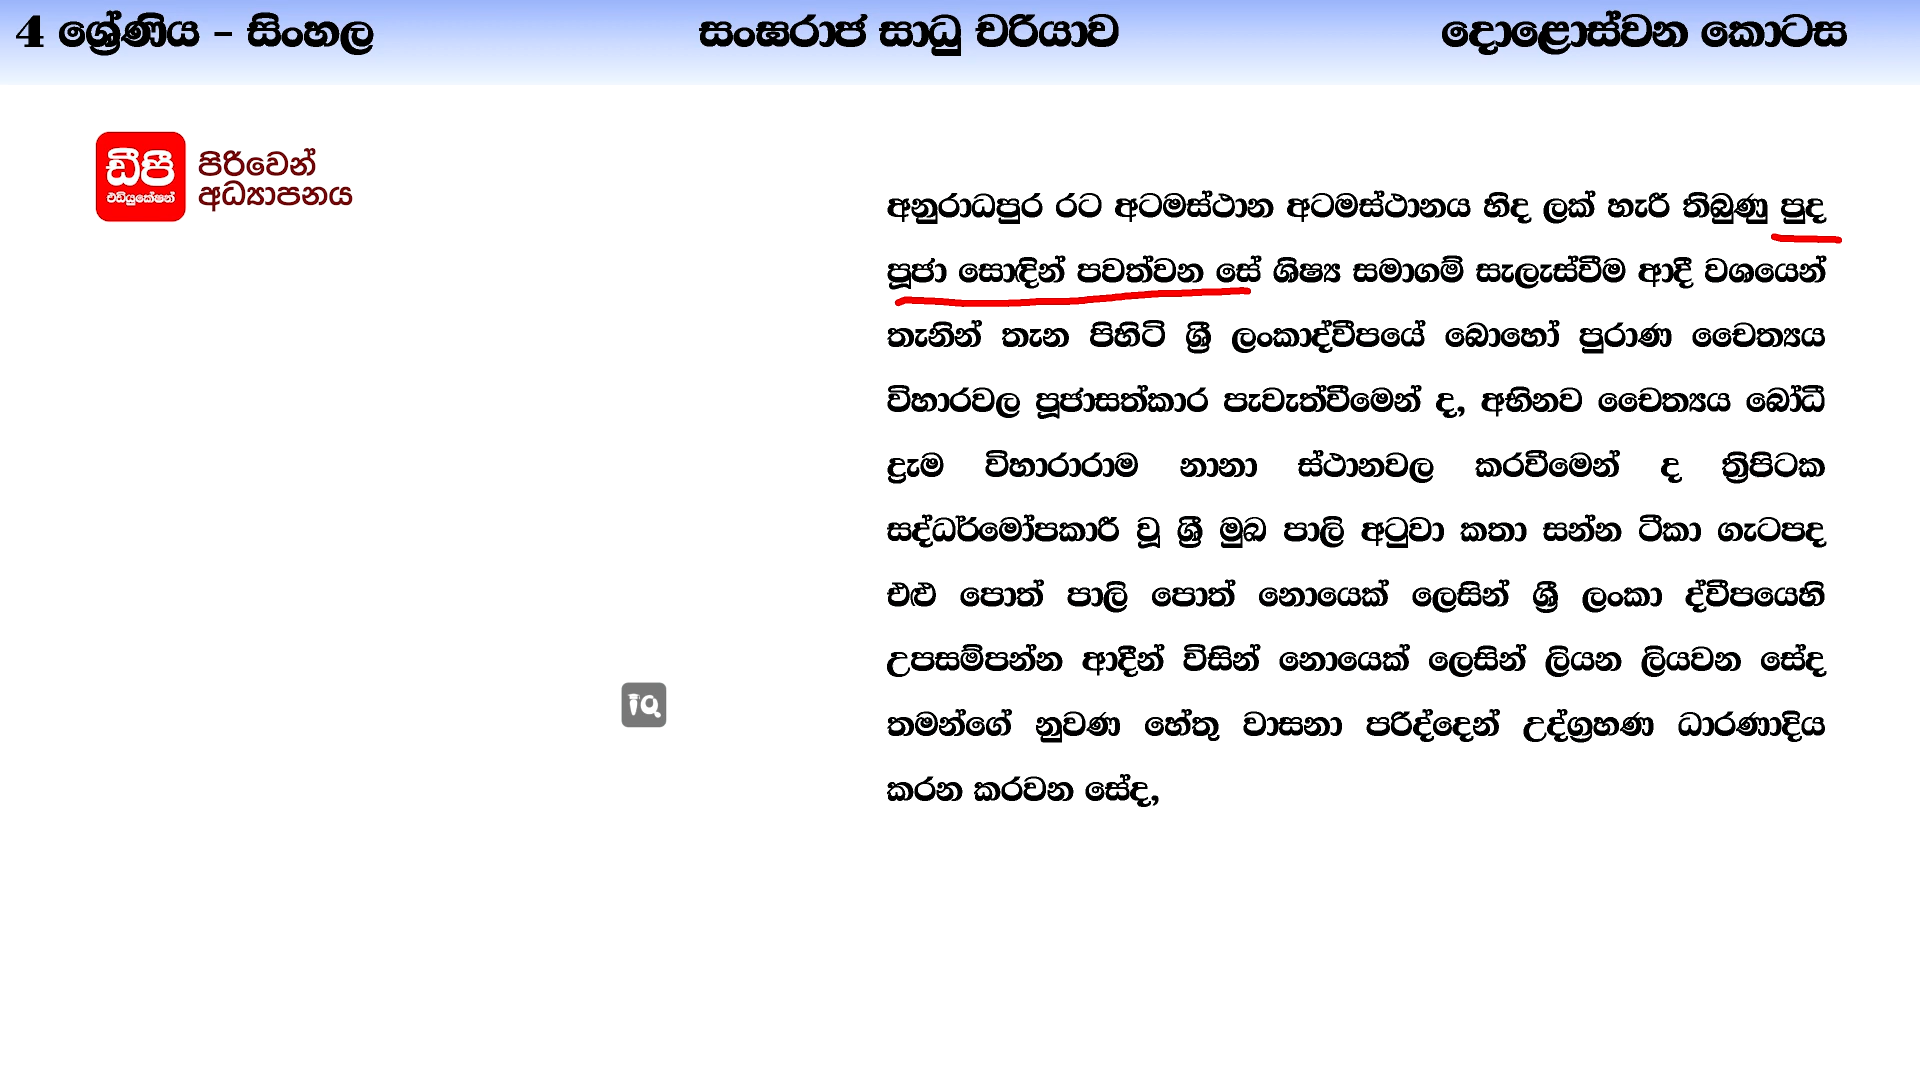 4 ශ්‍රේණිය - සිංහල
සංඝරාජ සාධු චරියාව
දොළොස්වන කොටස
ඩීපී
එඩියුකේෂන්
පිරිවෙන්
අධ්‍යාපනය
අනුරාධපුර රට අටමස්ථාන අටමස්ථානය හිද ලක් හැරී තිබුණු පුද
පූජා සොඳින් පවත්වන සේ ශිෂ්‍ය සමාගම් සැලැස්වීම ආදී වශයෙන්
තැනින් තැන පිහිටි ශ්‍රී ලංකාද්වීපයේ බොහෝ පුරාණ චෛත්‍යය
විහාරවල පූජාසත්කාර පැවැත්වීමෙන් ද, අභිනව චෛත්‍යය බෝධී
ද්‍රැම විහාරාරාම නානා ස්ථානවල කරවීමෙන් ද ත්‍රිපිටක
සද්ධර්මෝපකාරී වූ ශ්‍රී මුඛ පාලි අටුවා කතා සන්න ටීකා ගැටපද
එළු පොත් පාලි පොත් නොයෙක් ලෙසින් ශ්‍රී ලංකා ද්වීපයෙහි
උපසම්පන්න ආදීන් විසින් නොයෙක් ලෙසින් ලියන ලියවන සේද
තමන්ගේ නුවණ හේතු වාසනා පරිද්දෙන් උද්ග්‍රහණ ධාරණාදිය
කරන කරවන සේද,
IQ